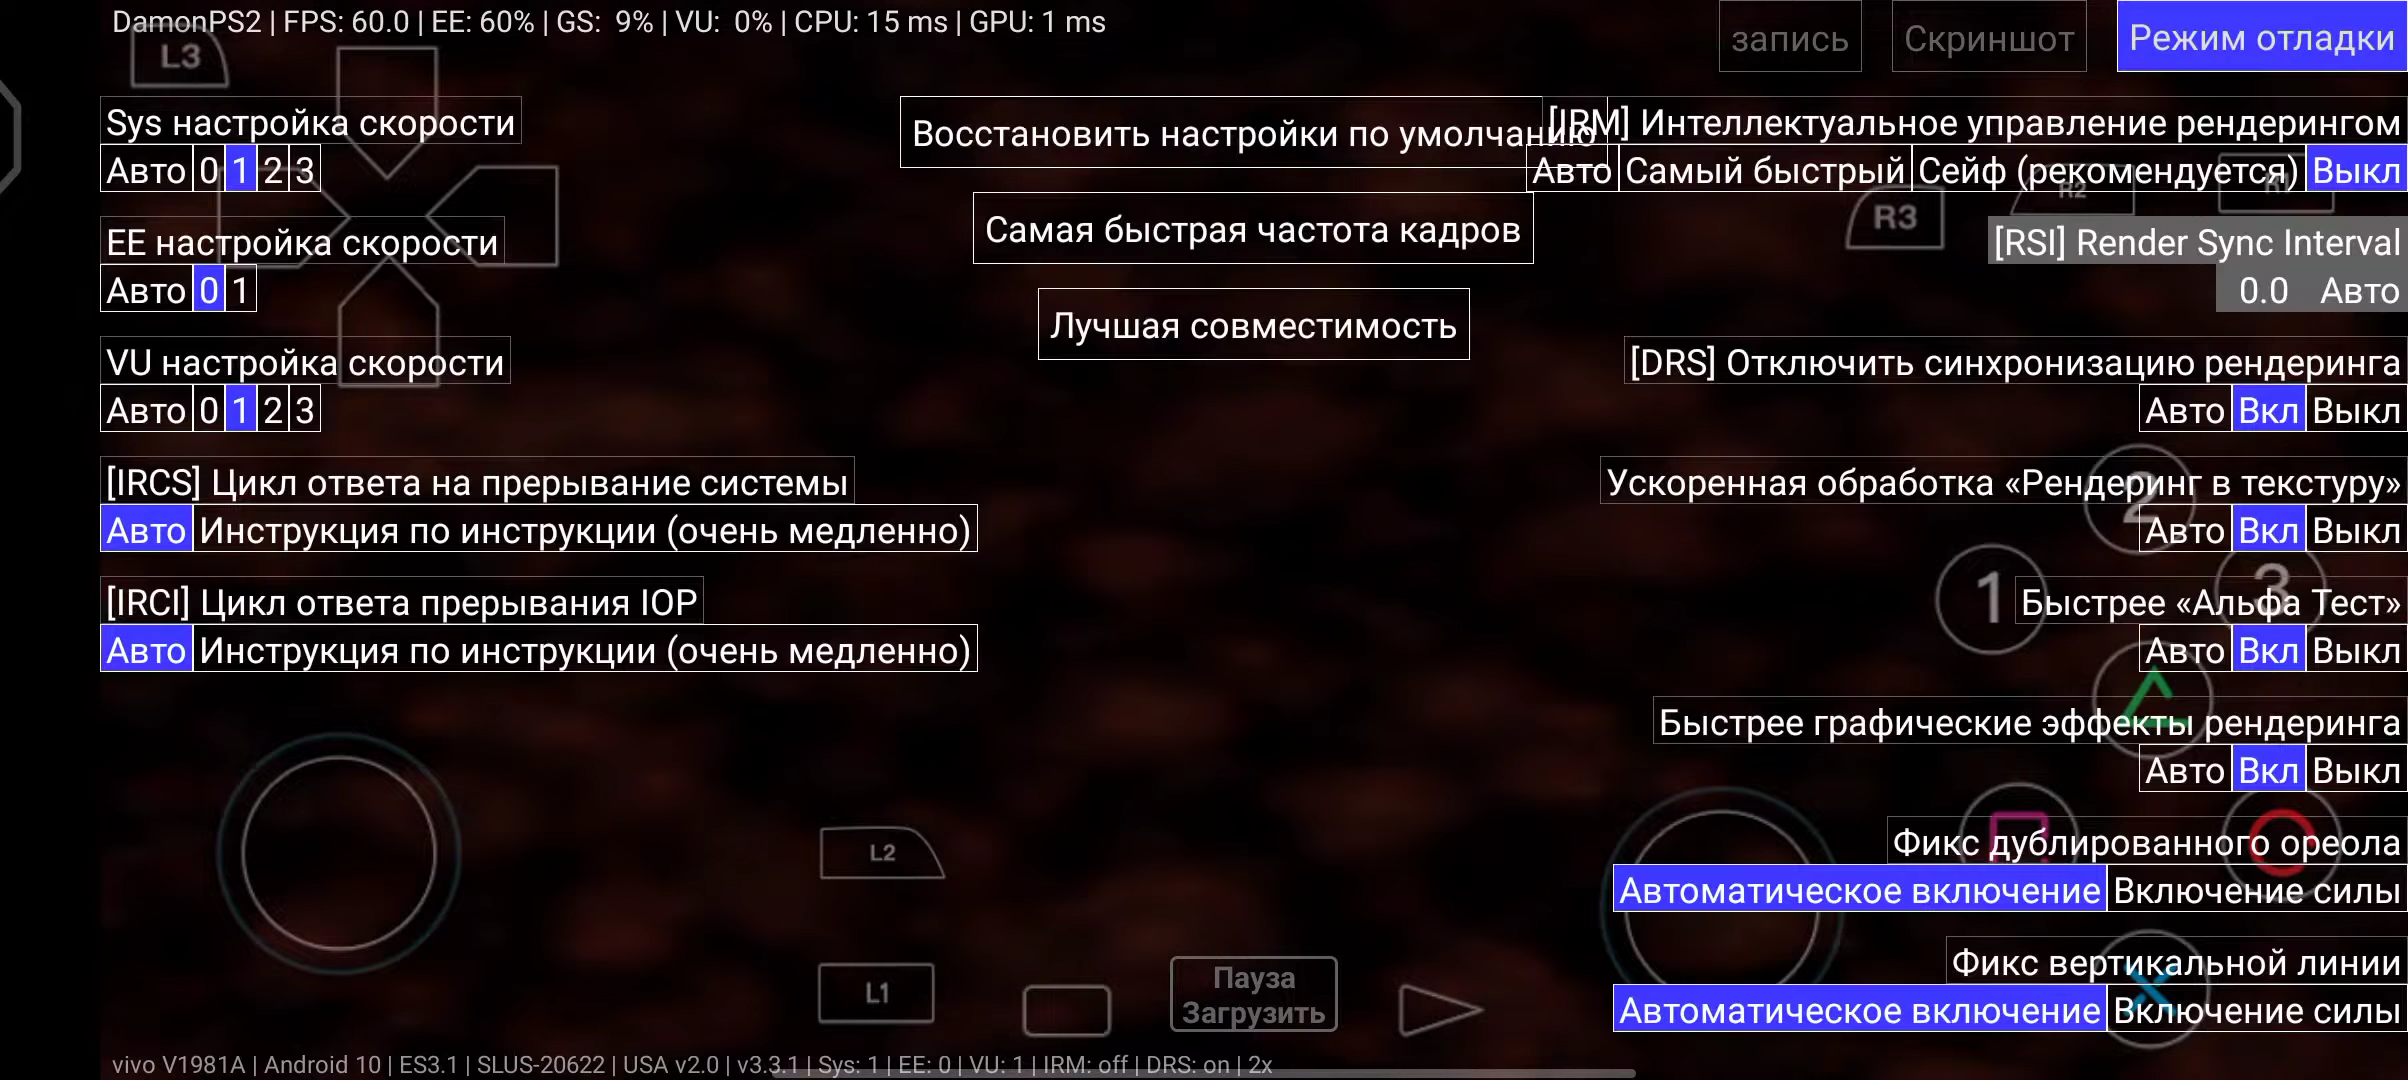 DamonPS2 | FPS: 60.0 | EE: 60% | GS: 9% | VU: 0% | CPU: 15 ms | GPU: 1 ms
запись
Скриншот
Режим отладки
L3
Sys настройка скорости
Авто 0 1 2 3
EE настройка скорости
Авто 0 1
VU настройка скорости
Авто 0 1 2 3
[IRCS] Цикл ответа на прерывание системы
Авто Инструкция по инструкции (очень медленно)
[IRCI] Цикл ответа прерывания IOP
Авто Инструкция по инструкции (очень медленно)
Восстановить настройки по умолчанию
Самая быстрая частота кадров
Лучшая совместимость
[IRM] Интеллектуальное управление рендерингом
Авто Самый быстрый Сейф (рекомендуется) Выкл
R3
R2
R1
[RSI] Render Sync Interval
0.0 Авто
[DRS] Отключить синхронизацию рендеринга
Авто Вкл Выкл
Ускоренная обработка «Рендеринг в текстуру»
Авто Вкл Выкл
2
1
3
Быстрее «Альфа Тест»
Авто Вкл Выкл
Быстрее графические эффекты рендеринга
Авто Вкл Выкл
Фикс дублированного ореола
Автоматическое включение Включение силы
Фикс вертикальной линии
Автоматическое включение Включение силы
L2
L1
Пауза
Загрузить
vivo V1981A | Android 10 | ES3.1 | SLUS-20622 | USA v2.0 | v3.3.1 | Sys: 1 | EE: 0 | VU: 1 | IRM: off | DRS: on | 2x